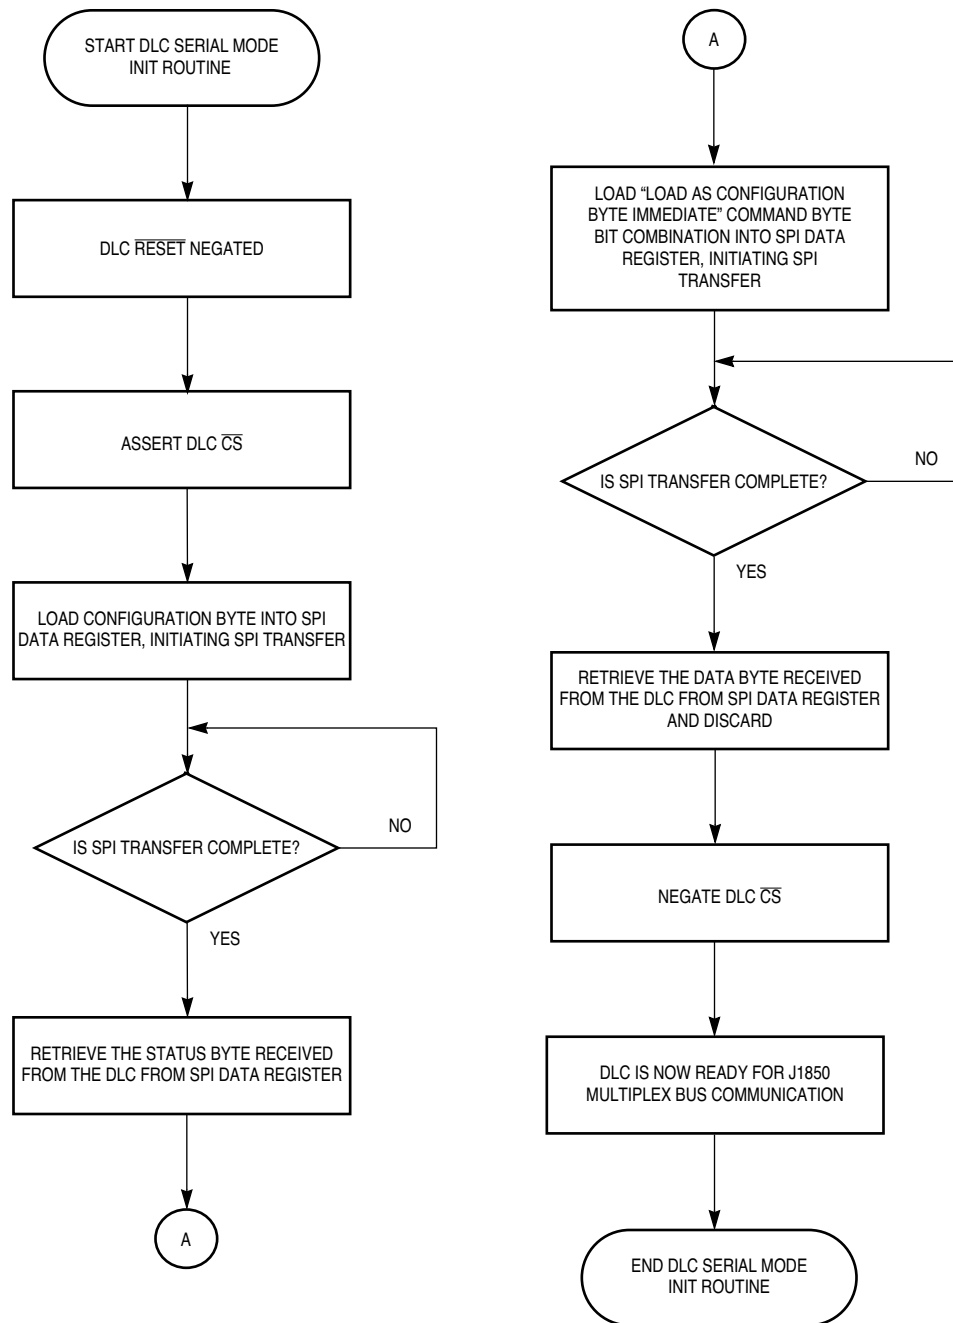 START DLC SERIAL MODE
INIT ROUTINE
DLC RESET NEGATED
ASSERT DLC CS
LOAD CONFIGURATION BYTE INTO SPI
DATA REGISTER, INITIATING SPI TRANSFER
IS SPI TRANSFER COMPLETE?
NO
YES
RETRIEVE THE STATUS BYTE RECEIVED
FROM THE DLC FROM SPI DATA REGISTER
A
A
LOAD “LOAD AS CONFIGURATION
BYTE IMMEDIATE” COMMAND BYTE
BIT COMBINATION INTO SPI DATA
REGISTER, INITIATING SPI
TRANSFER
IS SPI TRANSFER COMPLETE?
NO
YES
RETRIEVE THE DATA BYTE RECEIVED
FROM THE DLC FROM SPI DATA REGISTER
AND DISCARD
NEGATE DLC CS
DLC IS NOW READY FOR J1850
MULTIPLEX BUS COMMUNICATION
END DLC SERIAL MODE
INIT ROUTINE